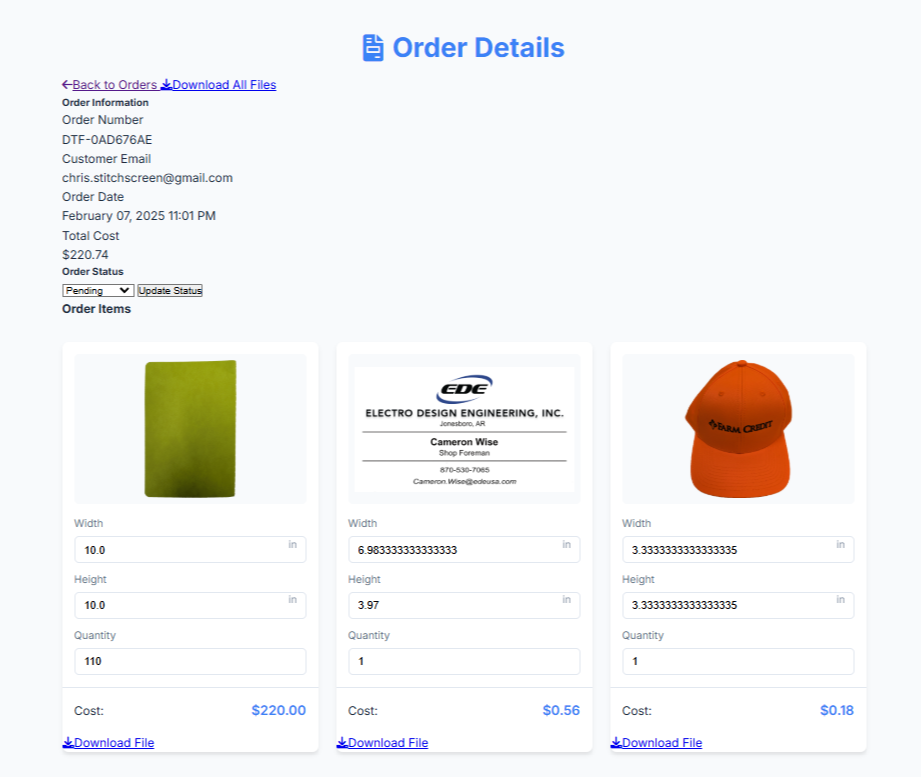 Order Details
Back to Orders Download All Files
Order Information
Order Number
DTF-0AD676AE
Customer Email
chris.stitchscreen@gmail.com
Order Date
February 07, 2025 11:01 PM
Total Cost
$220.74
Order Status
Pending Update Status
Order Items
Width
10.0 in
Height
10.0 in
Quantity
110
Cost: $220.00
Download File
EDE
ELECTRO DESIGN ENGINEERING, INC.
Jonesboro, AR
Cameron Wise
Shop Foreman
870-530-7065
Cameron.Wise@edeusa.com
Width
6.983333333333333 in
Height
3.97 in
Quantity
1
Cost: $0.56
Download File
FARM CREDIT
Width
3.3333333333333335 in
Height
3.3333333333333335 in
Quantity
1
Cost: $0.18
Download File